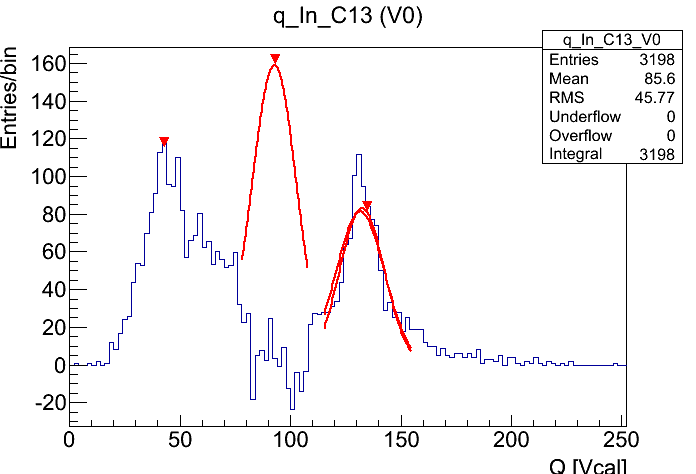 q_In_C13 (V0)
q_In_C13_V0
Entries 3198
Mean 85.6
RMS 45.77
Underflow 0
Overflow 0
Integral 3198
Entries/bin
160
140
120
100
80
60
40
20
0
-20
0 50 100 150 200 250
Q [Vcal]